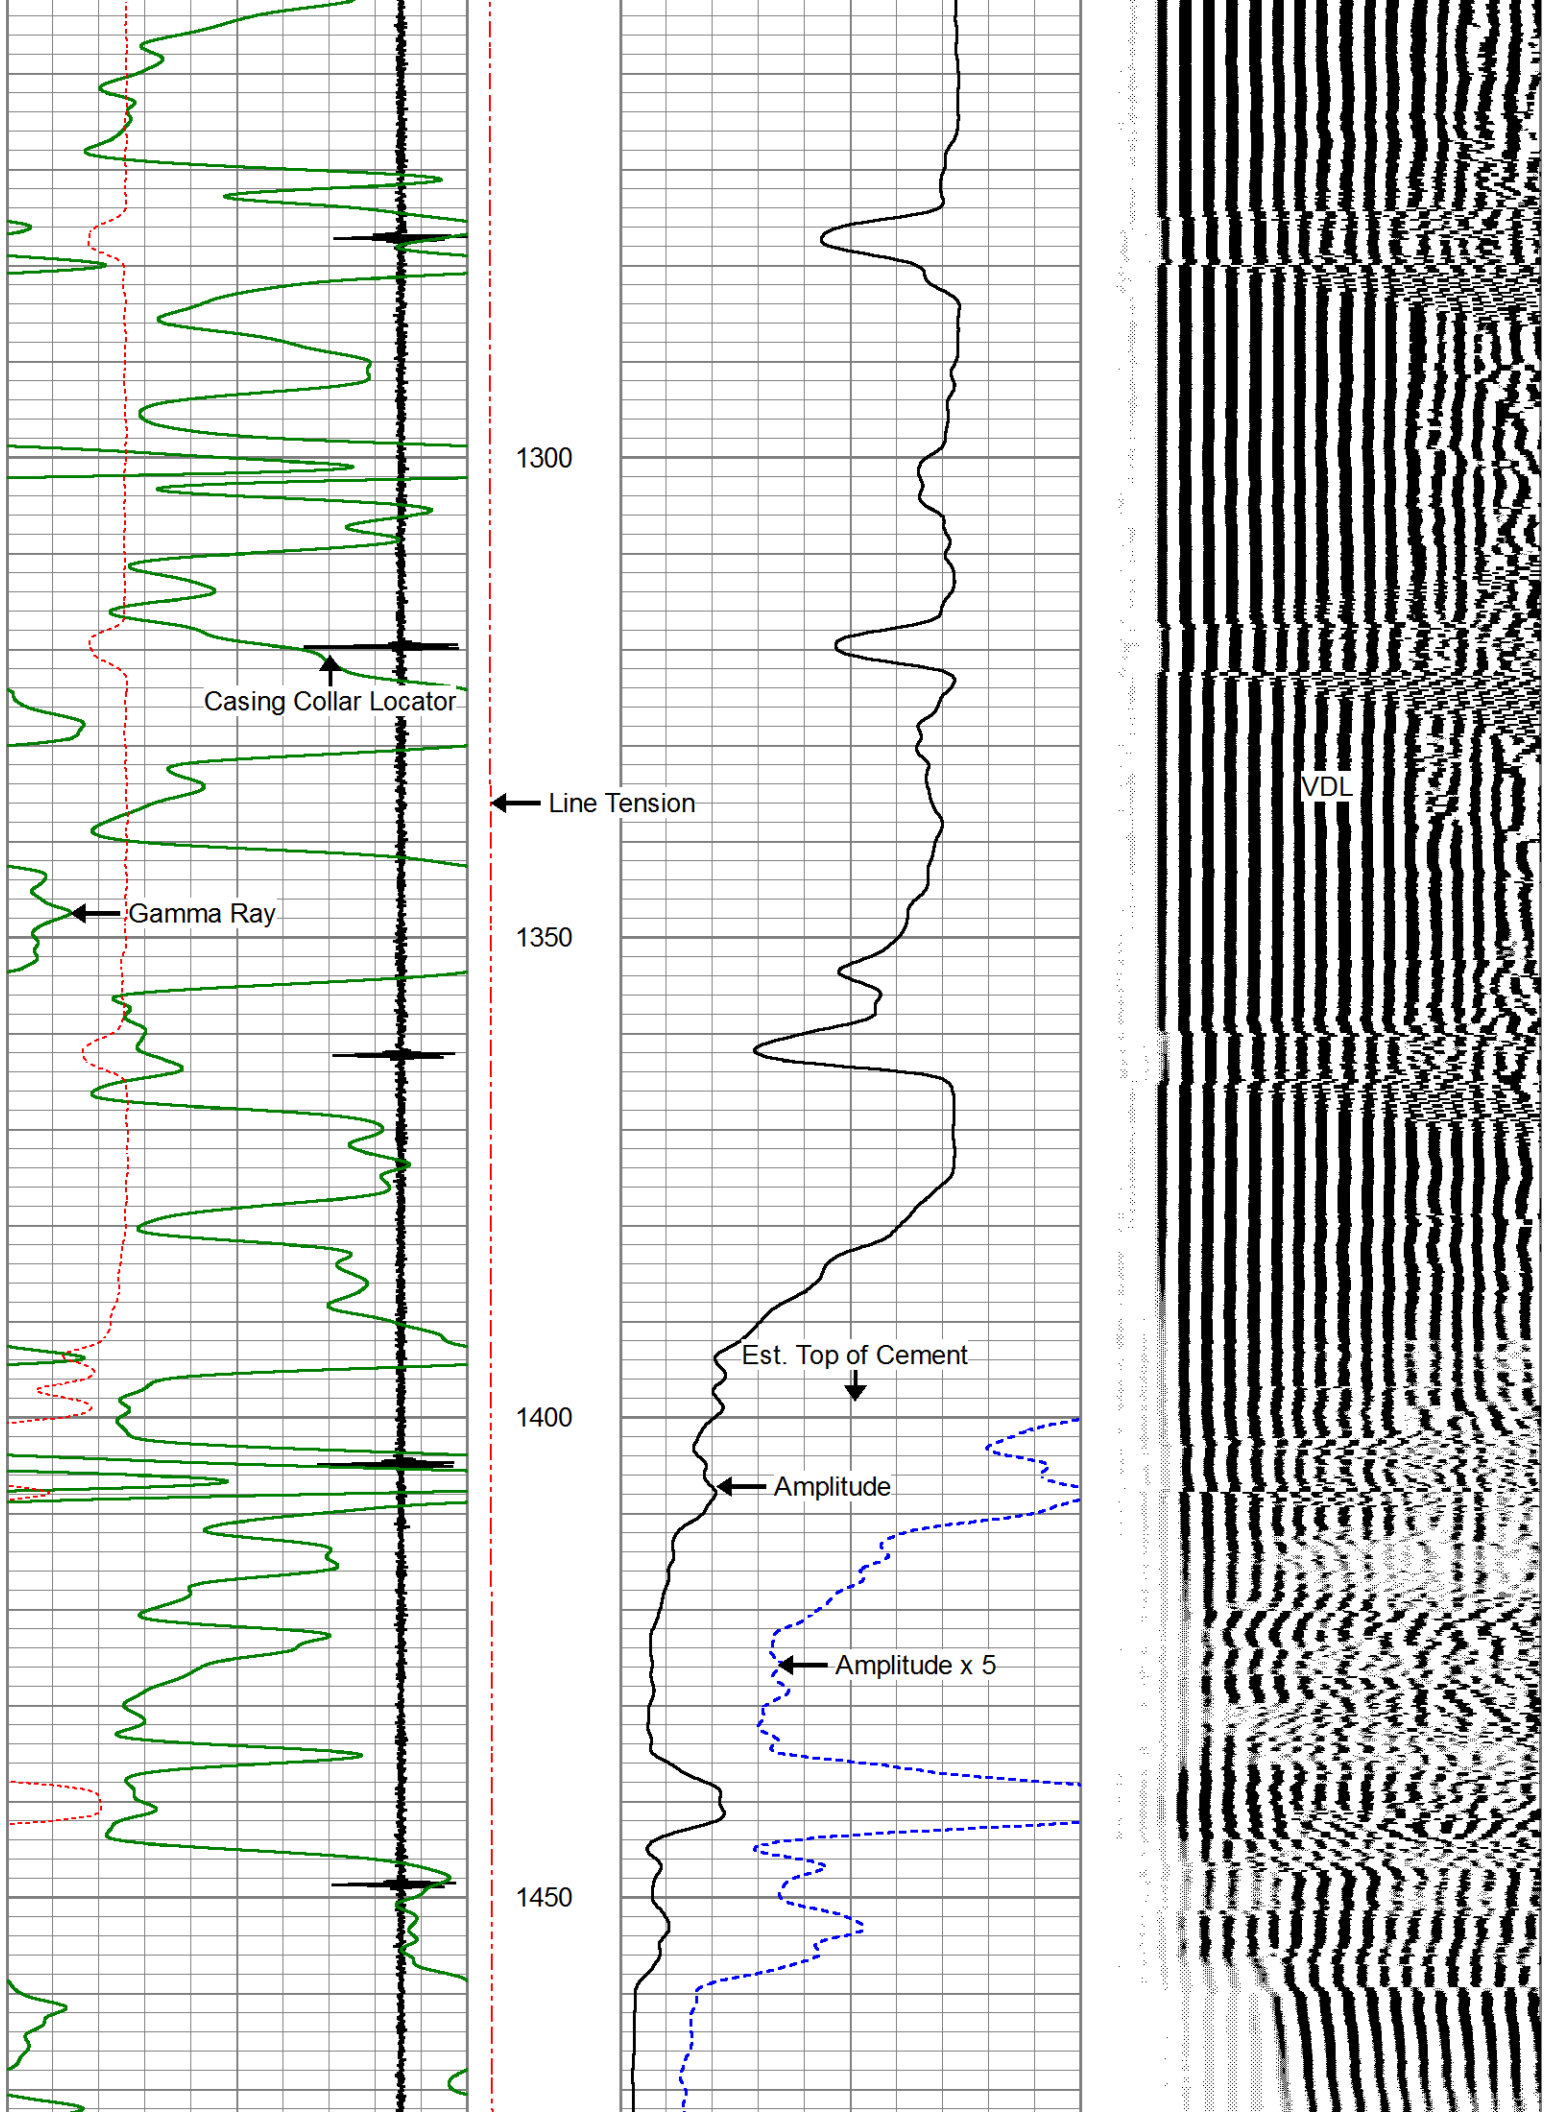 1300
Casing Collar Locator
VDL
Line Tension
Gamma Ray
1350
Est. Top of Cement
1400
Amplitude
Amplitude x 5
1450